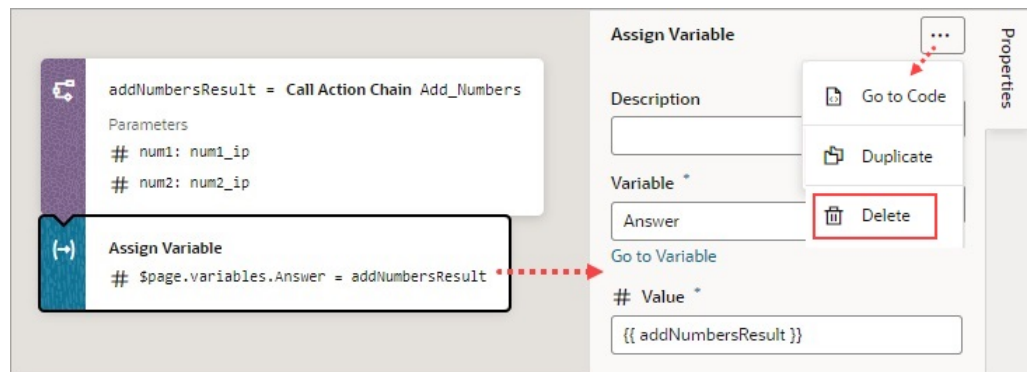 addNumbersResult = Call Action Chain Add_Numbers
Parameters
# num1: num1_ip
# num2: num2_ip
(→) Assign Variable
# $page.variables.Answer = addNumbersResult
Assign Variable
...
Properties
Go to Code
Duplicate
Delete
Description
Variable *
Answer
Go to Variable
# Value *
{{ addNumbersResult }}